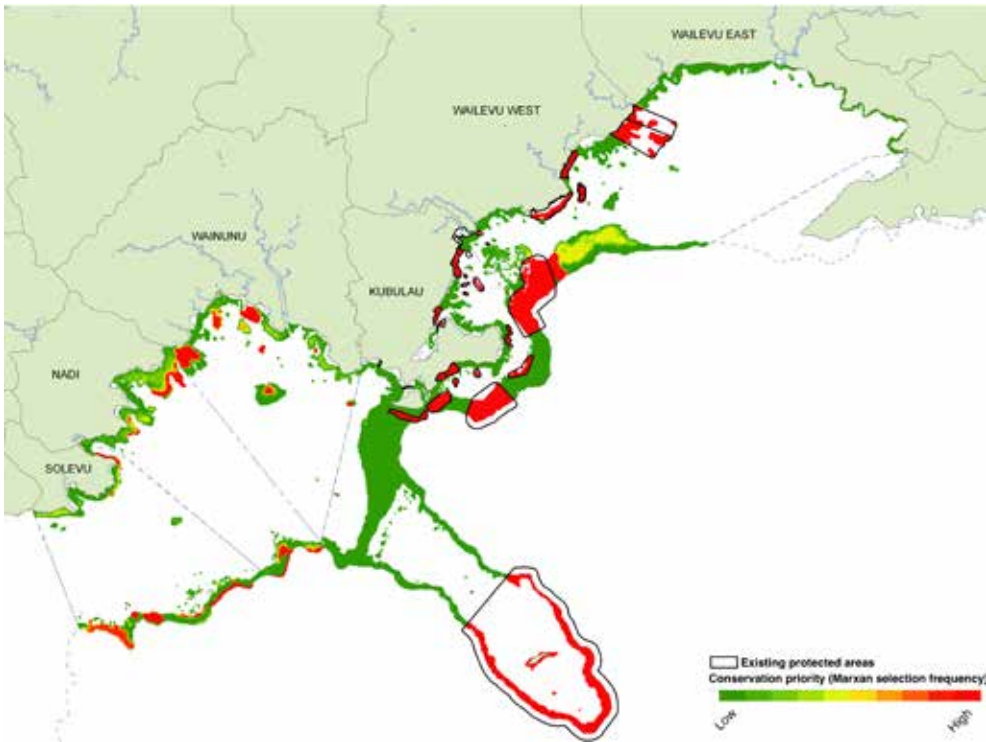 WAILEVU EAST
WAILEVU WEST
WAINUNU
KUBULAU
NADI
SOLEVU
Existing protected areas
Conservation priority (Marxan selection frequency)
Low
High